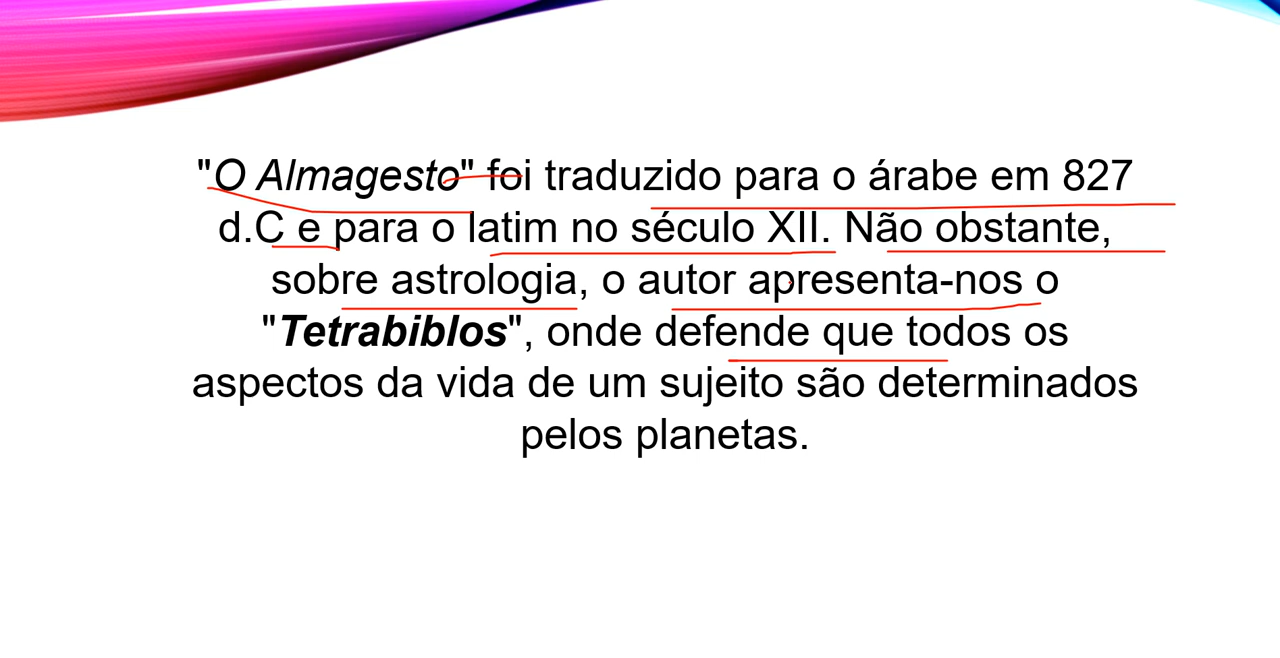 "O Almagesto" foi traduzido para o árabe em 827
d.C e para o latim no século XII. Não obstante,
sobre astrologia, o autor apresenta-nos o
"Tetrabiblos", onde defende que todos os
aspectos da vida de um sujeito são determinados
pelos planetas.